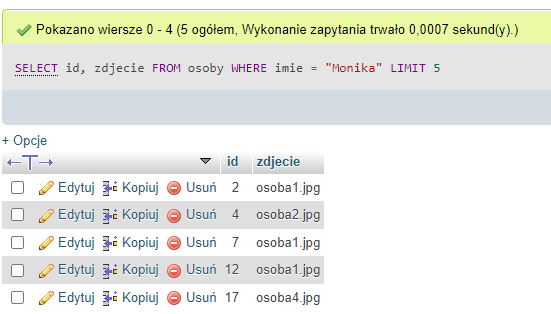 Pokazano wiersze 0 - 4 (5 ogółem, Wykonanie zapytania trwało 0,0007 sekund(y).)
SELECT id, zdjecie FROM osoby WHERE imie = "Monika" LIMIT 5
+ Opcje
←T→ ▼ id zdjecie
Edytuj Kopiuj Usuń 2 osoba1.jpg
Edytuj Kopiuj Usuń 4 osoba2.jpg
Edytuj Kopiuj Usuń 7 osoba1.jpg
Edytuj Kopiuj Usuń 12 osoba1.jpg
Edytuj Kopiuj Usuń 17 osoba4.jpg